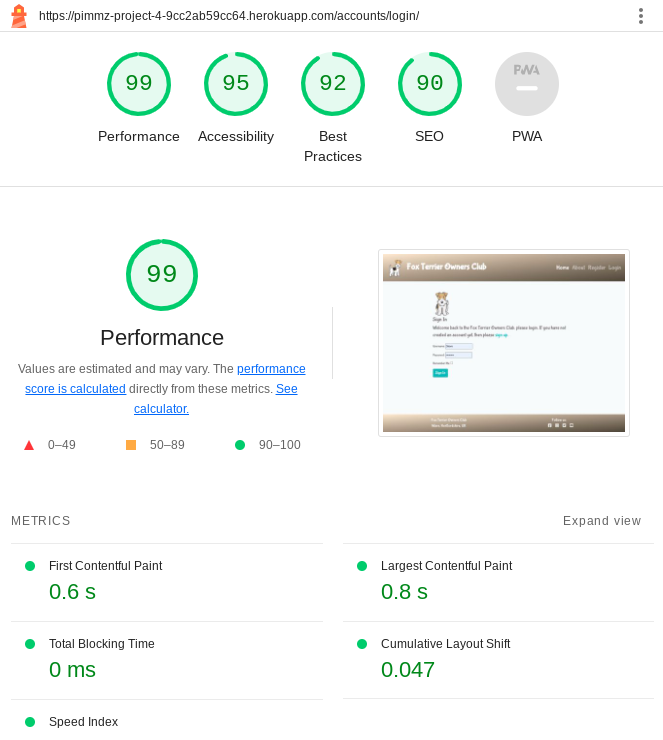 https://pimmz-project-4-9cc2ab59cc64.herokuapp.com/accounts/login/
99
95
92
90
PWA
Performance
Accessibility
Best
Practices
SEO
PWA
99
Performance
Values are estimated and may vary. The performance
score is calculated directly from these metrics. See
calculator.
0–49
50–89
90–100
Fox Terrier Owners Club
Home About Register Login
Sign In
Welcome back to the Fox Terrier Owners Club, please login. If you have not
created an account yet, then please sign up
Sign In
Follow us
METRICS
Expand view
First Contentful Paint
0.6 s
Largest Contentful Paint
0.8 s
Total Blocking Time
0 ms
Cumulative Layout Shift
0.047
Speed Index